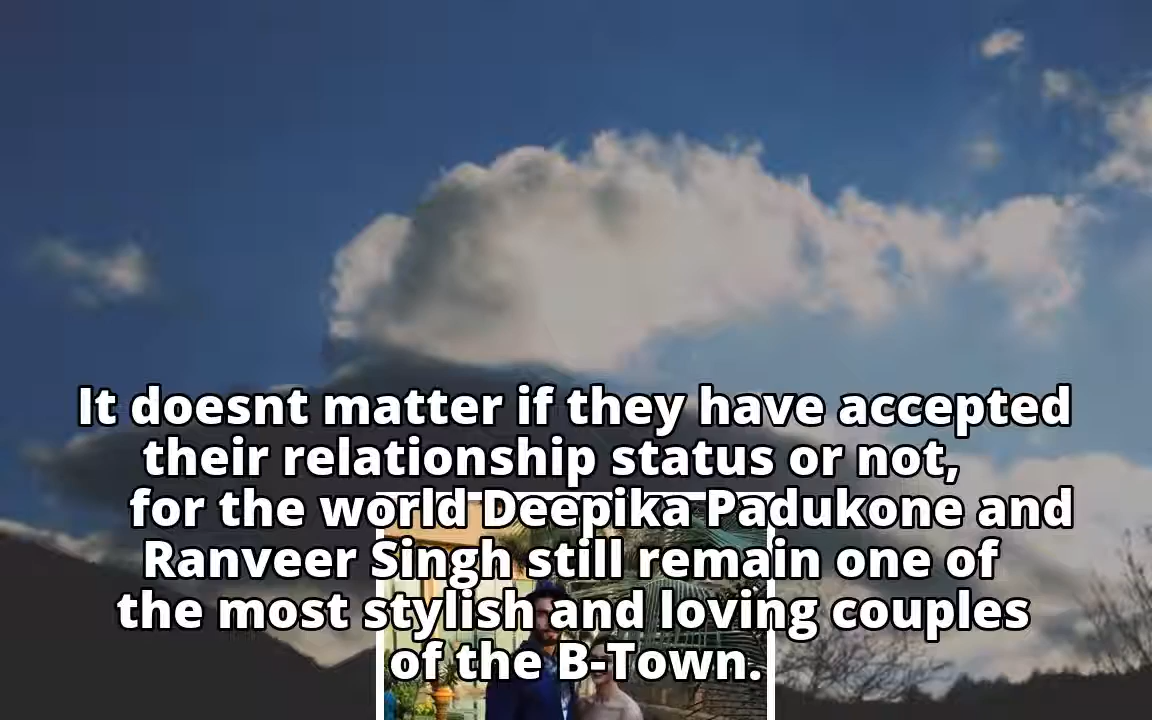 It doesnt matter if they have accepted
their relationship status or not,
for the world Deepika Padukone and
Ranveer Singh still remain one of
the most stylish and loving couples
of the B-Town.